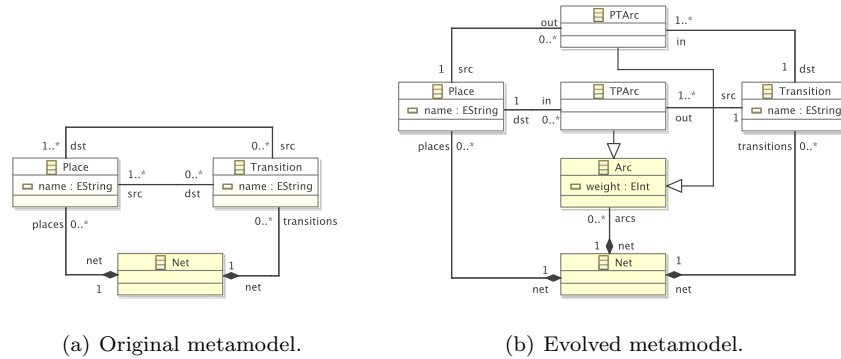 PTArc
out
0..*
1..*
in
1
src
1
dst
Place
name : EString
TPArc
Transition
name : EString
1
dst
in
0..*
1..*
out
src
1
places
0..*
transitions
0..*
Arc
weight : EInt
0..*
arcs
1
net
Net
1
net
1
net
1..*
dst
0..*
src
Place
name : EString
Transition
name : EString
1..*
src
0..*
dst
places
0..*
0..*
transitions
net
1
Net
1
net
(a) Original metamodel.
(b) Evolved metamodel.